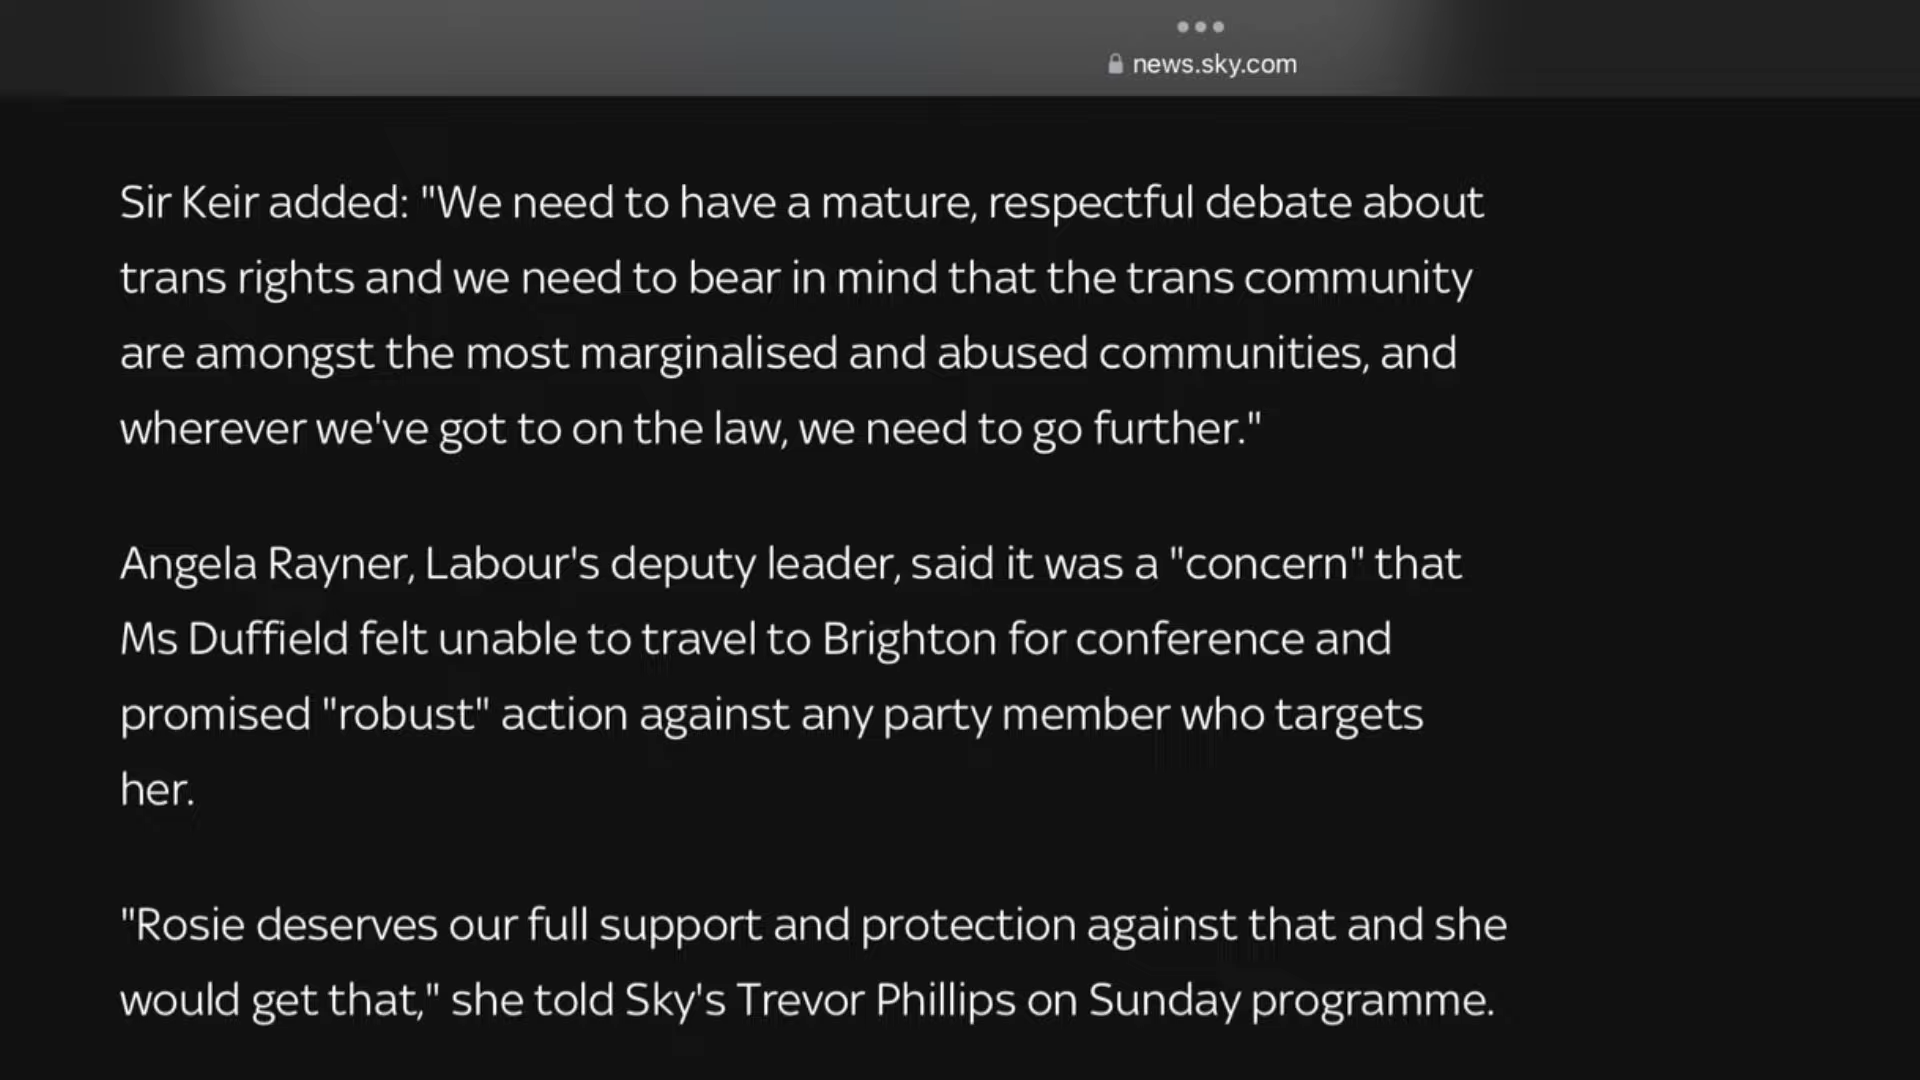 news.sky.com
Sir Keir added: "We need to have a mature, respectful debate about
trans rights and we need to bear in mind that the trans community
are amongst the most marginalised and abused communities, and
wherever we've got to on the law, we need to go further."
Angela Rayner, Labour's deputy leader, said it was a "concern" that
Ms Duffield felt unable to travel to Brighton for conference and
promised "robust" action against any party member who targets
her.
"Rosie deserves our full support and protection against that and she
would get that," she told Sky's Trevor Phillips on Sunday programme.